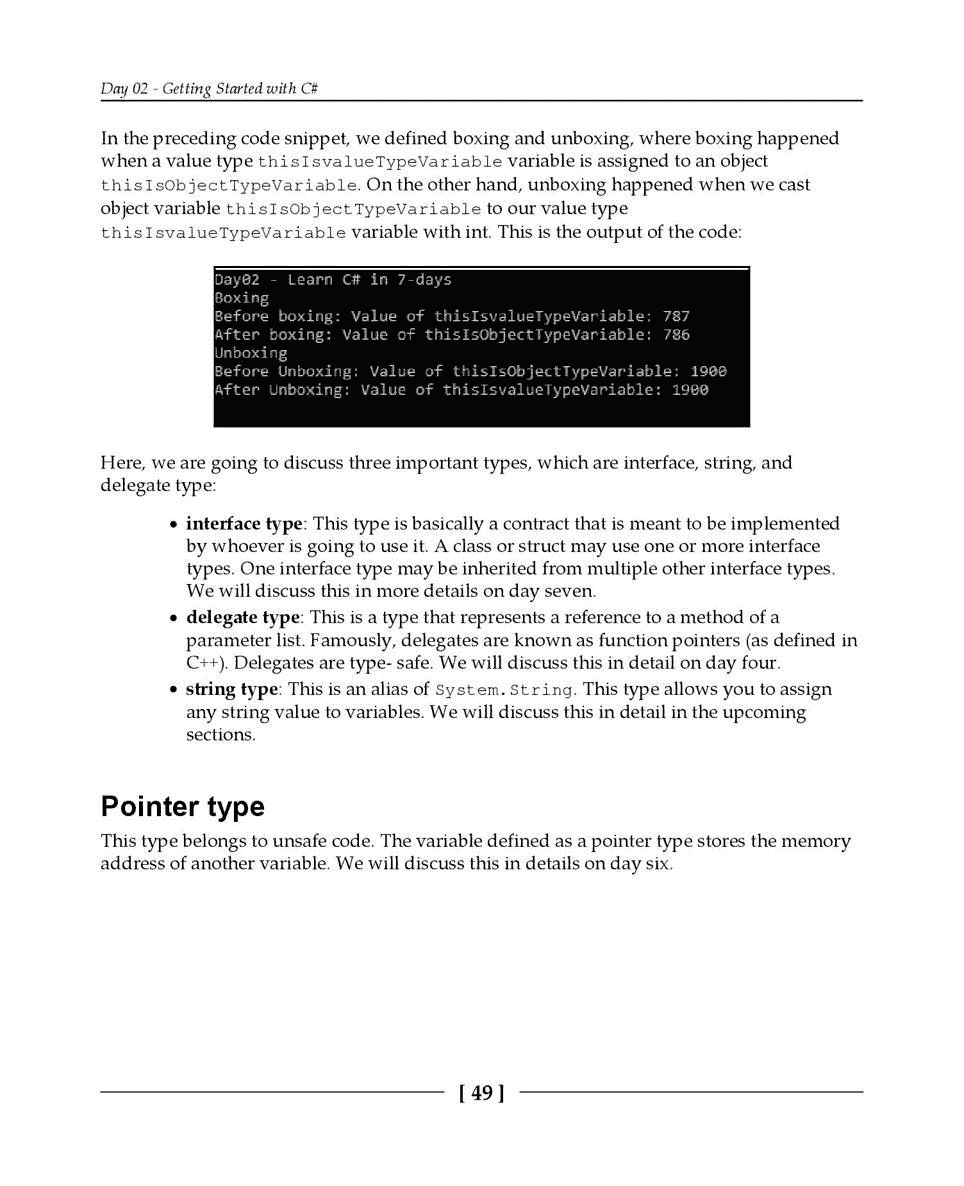 Day 02 - Getting Started with C#
In the preceding code snippet, we defined boxing and unboxing, where boxing happened
when a value type thisIsvalueTypeVariable variable is assigned to an object
thisIsObjectTypeVariable. On the other hand, unboxing happened when we cast
object variable thisIsObjectTypeVariable to our value type
thisIsvalueTypeVariable variable with int. This is the output of the code:
Day02 - Learn C# in 7-days
Boxing
Before boxing: Value of thisIsvalueTypeVariable: 787
After boxing: Value of thisIsObjectTypeVariable: 786
Unboxing
Before Unboxing: Value of thisIsObjectTypeVariable: 1900
After Unboxing: Value of thisIsvalueTypeVariable: 1900
Here, we are going to discuss three important types, which are interface, string, and
delegate type:
• interface type: This type is basically a contract that is meant to be implemented
by whoever is going to use it. A class or struct may use one or more interface
types. One interface type may be inherited from multiple other interface types.
We will discuss this in more details on day seven.
• delegate type: This is a type that represents a reference to a method of a
parameter list. Famously, delegates are known as function pointers (as defined in
C++). Delegates are type- safe. We will discuss this in detail on day four.
• string type: This is an alias of System.String. This type allows you to assign
any string value to variables. We will discuss this in detail in the upcoming
sections.
Pointer type
This type belongs to unsafe code. The variable defined as a pointer type stores the memory
address of another variable. We will discuss this in details on day six.
[ 49 ]